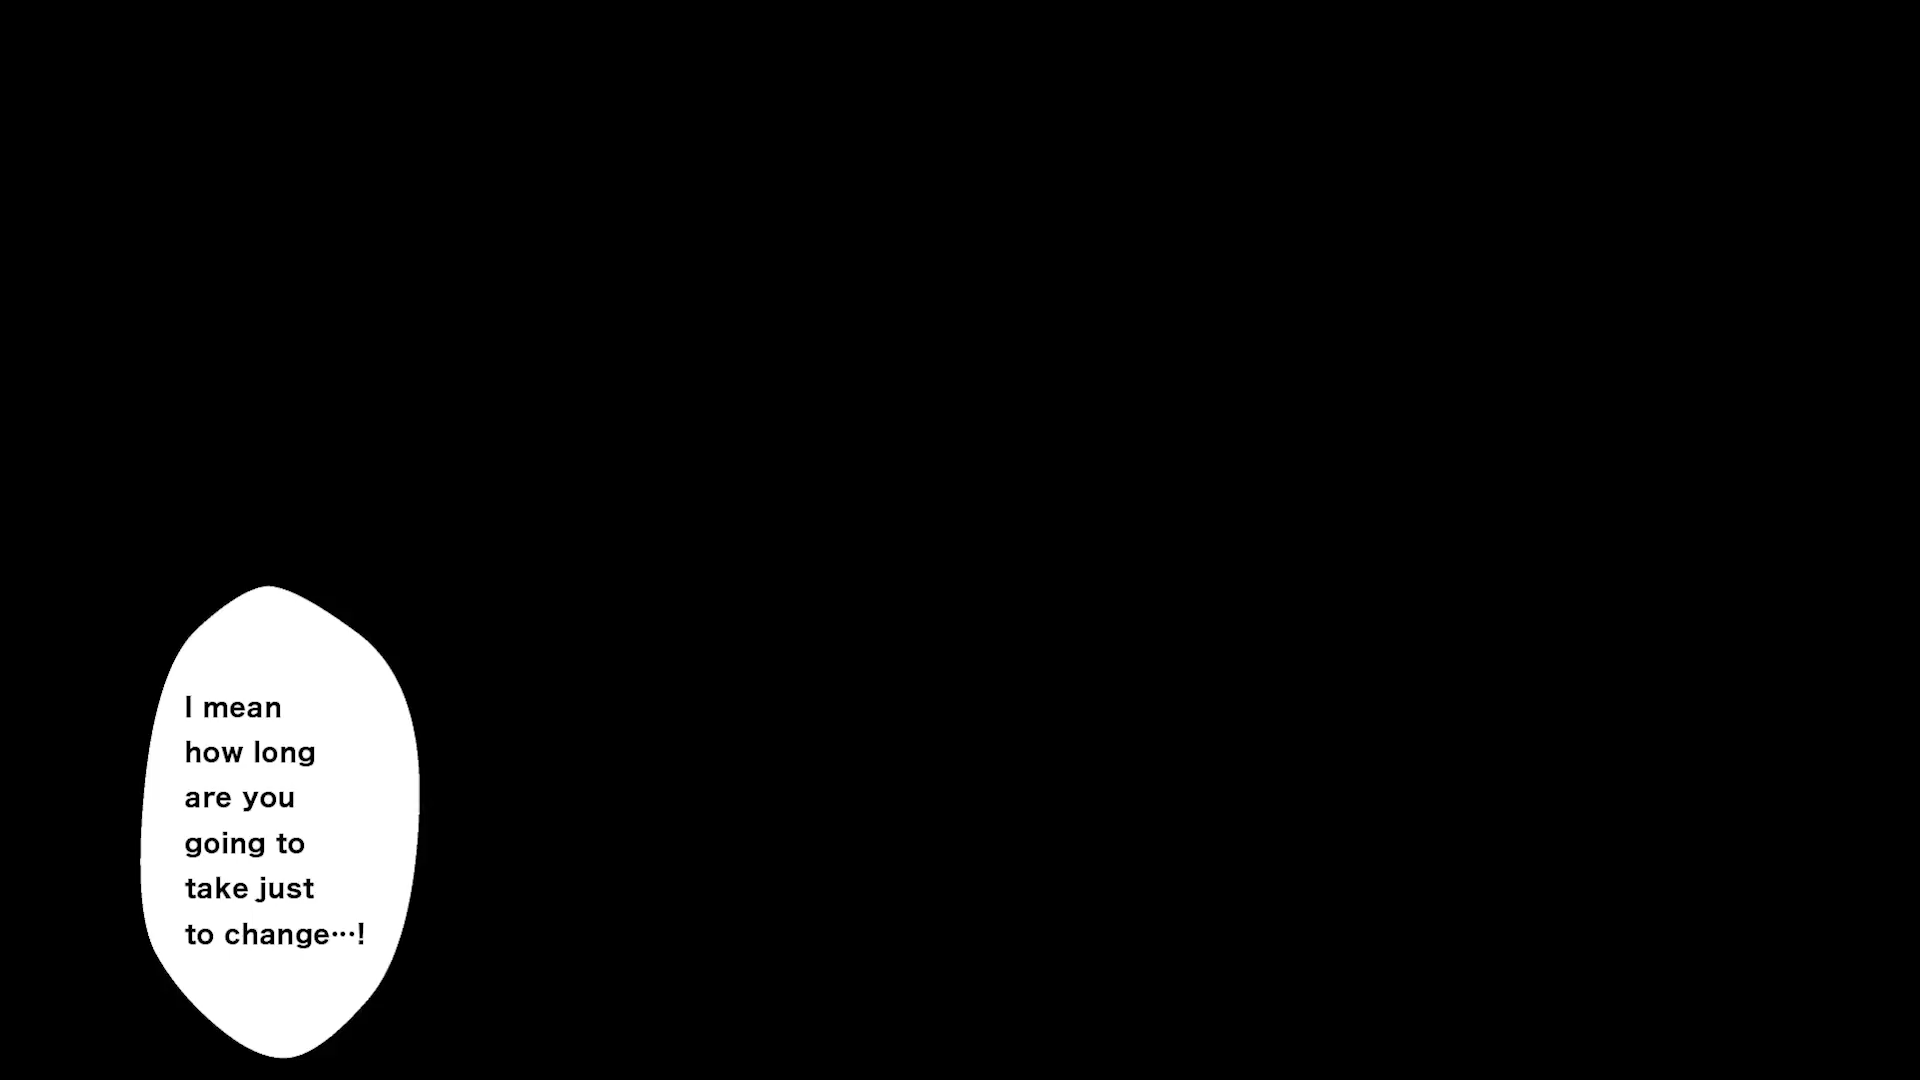 I mean
how long
are you
going to
take just
to change…!